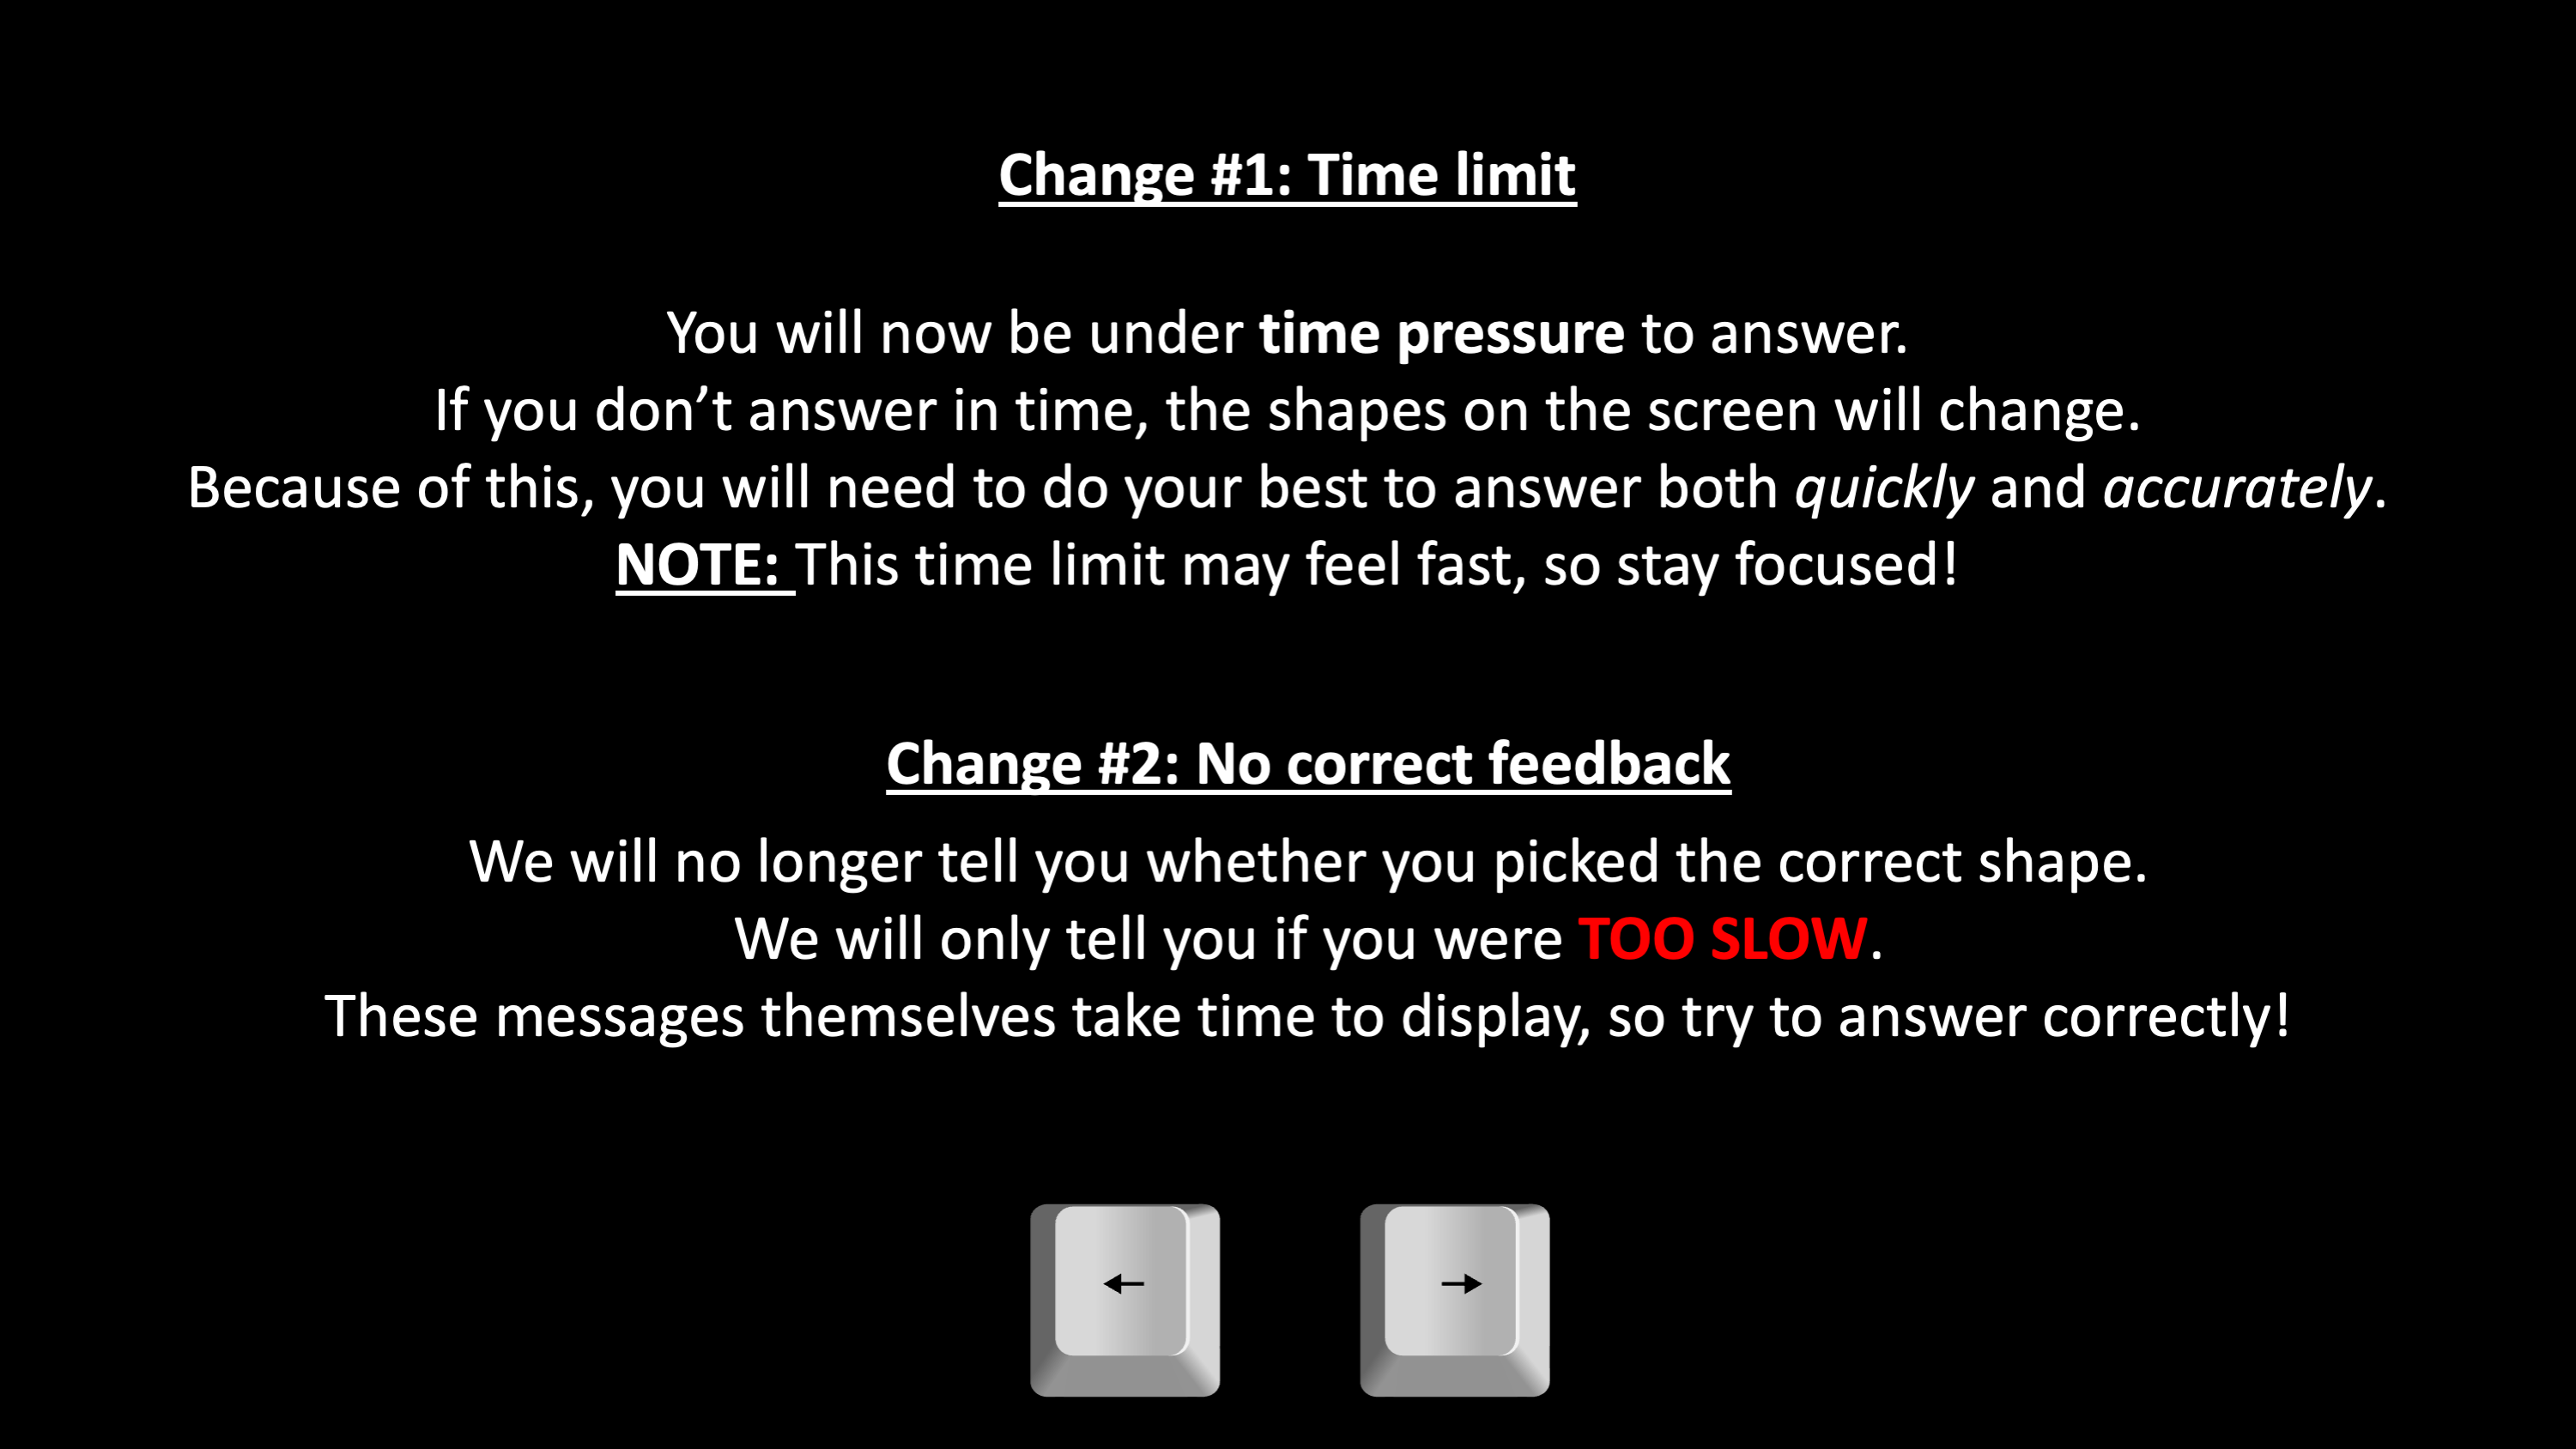 Change #1: Time limit
You will now be under time pressure to answer.
If you don’t answer in time, the shapes on the screen will change.
Because of this, you will need to do your best to answer both quickly and accurately.
NOTE: This time limit may feel fast, so stay focused!
Change #2: No correct feedback
We will no longer tell you whether you picked the correct shape.
We will only tell you if you were TOO SLOW.
These messages themselves take time to display, so try to answer correctly!
← →